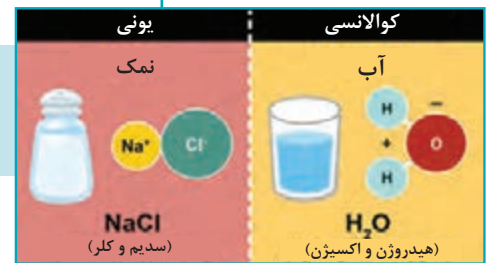 کووالانسی
یونی
آب
نمک
H
−
+
O
H
Na⁺
Cl⁻
H₂O
NaCl
(هیدروژن و اکسیژن)
(سدیم و کلر)